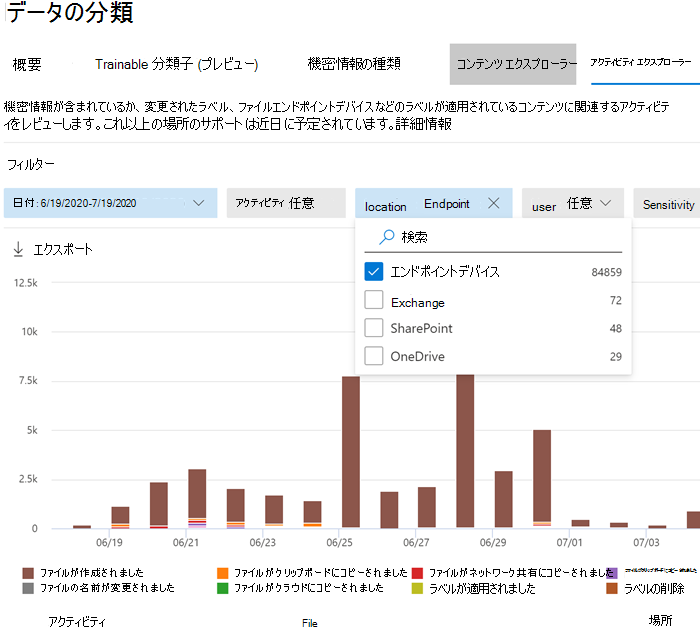 データの分類
概要 Trainable 分類子 (プレビュー) 機密情報の種類 コンテンツ エクスプローラー アクティビティ エクスプローラー
機密情報が含まれているか、変更されたラベル、ファイルエンドポイントデバイスなどのラベルが適用されているコンテンツに関連するアクティビテ
ィをレビューします。これ以上の場所のサポートは近日に予定されています。詳細情報
フィルター
日付: 6/19/2020-7/19/2020 アクティビティ 任意 location Endpoint user 任意 Sensitivity
検索
エクスポート
エンドポイントデバイス 84859
Exchange 72
SharePoint 48
OneDrive 29
12.5k
10k
7.5k
5k
2.5k
0
06/19 06/21 06/23 06/25 06/27 06/29 07/01 07/03
ファイルが作成されました ファイルがクリップボードにコピーされました ファイルがネットワーク共有にコピーされました
ファイルの名前が変更されました ファイルがクラウドにコピーされました ラベルが適用されました ラベルの削除
アクティビティ File 場所